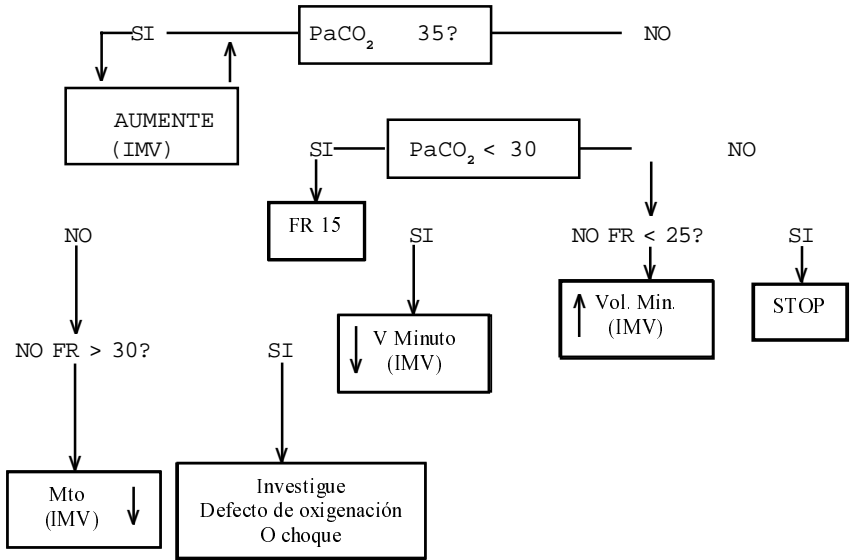 SI PaCO2 35? NO
AUMENTE
(IMV)
SI PaCO2 < 30 NO
FR 15
NO SI NO FR < 25? SI
Vol. Min.
(IMV)
STOP
V Minuto
(IMV)
NO FR > 30? SI
Mto
(IMV)
Investigue
Defecto de oxigenación
O choque